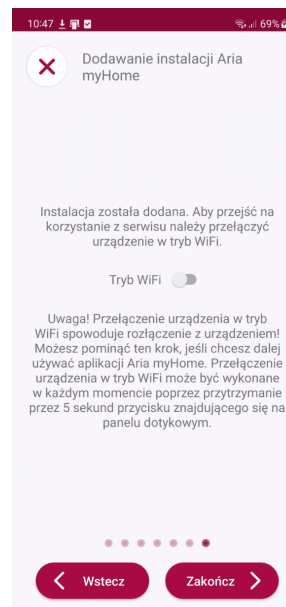 10:47
69%
Dodawanie instalacji Aria
myHome
Instalacja została dodana. Aby przejść na
korzystanie z serwisu należy przełączyć
urządzenie w tryb WiFi.
Tryb WiFi
Uwaga! Przełączenie urządzenia w tryb
WiFi spowoduje rozłączenie z urządzeniem!
Możesz pominąć ten krok, jeśli chcesz dalej
używać aplikacji Aria myHome. Przełączenie
urządzenia w tryb WiFi może być wykonane
w każdym momencie poprzez przytrzymanie
przez 5 sekund przycisku znajdującego się na
panelu dotykowym.
Wstecz
Zakończ